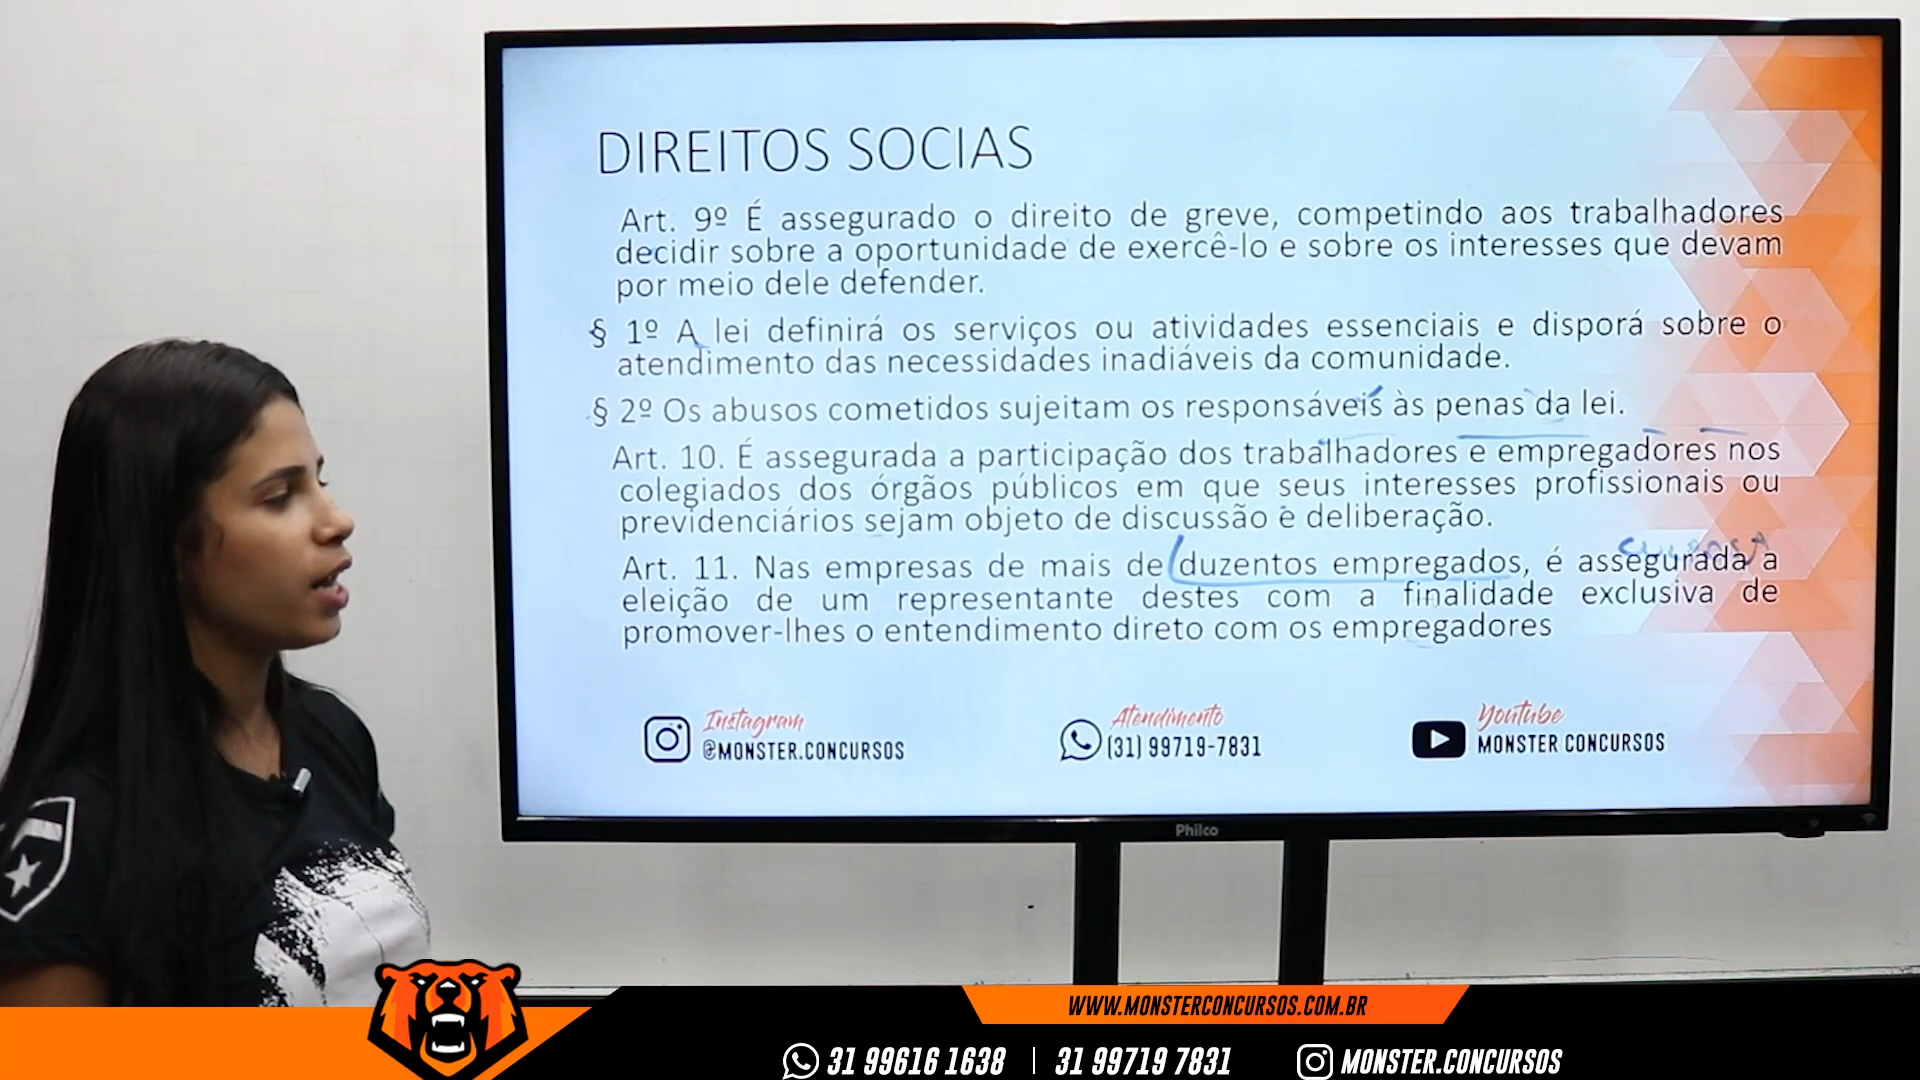 DIREITOS SOCIAS
Art. 9º É assegurado o direito de greve, competindo aos trabalhadores
decidir sobre a oportunidade de exercê-lo e sobre os interesses que devam
por meio dele defender.
§ 1º A lei definirá os serviços ou atividades essenciais e disporá sobre o
atendimento das necessidades inadiáveis da comunidade.
§ 2º Os abusos cometidos sujeitam os responsáveis às penas da lei.
Art. 10. É assegurada a participação dos trabalhadores e empregadores nos
colegiados dos órgãos públicos em que seus interesses profissionais ou
previdenciários sejam objeto de discussão e deliberação.
Art. 11. Nas empresas de mais de duzentos empregados, é assegurada a
eleição de um representante destes com a finalidade exclusiva de
promover-lhes o entendimento direto com os empregadores
Instagram
@MONSTER.CONCURSOS
Atendimento
(31) 99719-7831
Youtube
MONSTER CONCURSOS
Philco
WWW.MONSTERCONCURSOS.COM.BR
31 99616 1638 | 31 99719 7831
MONSTER.CONCURSOS